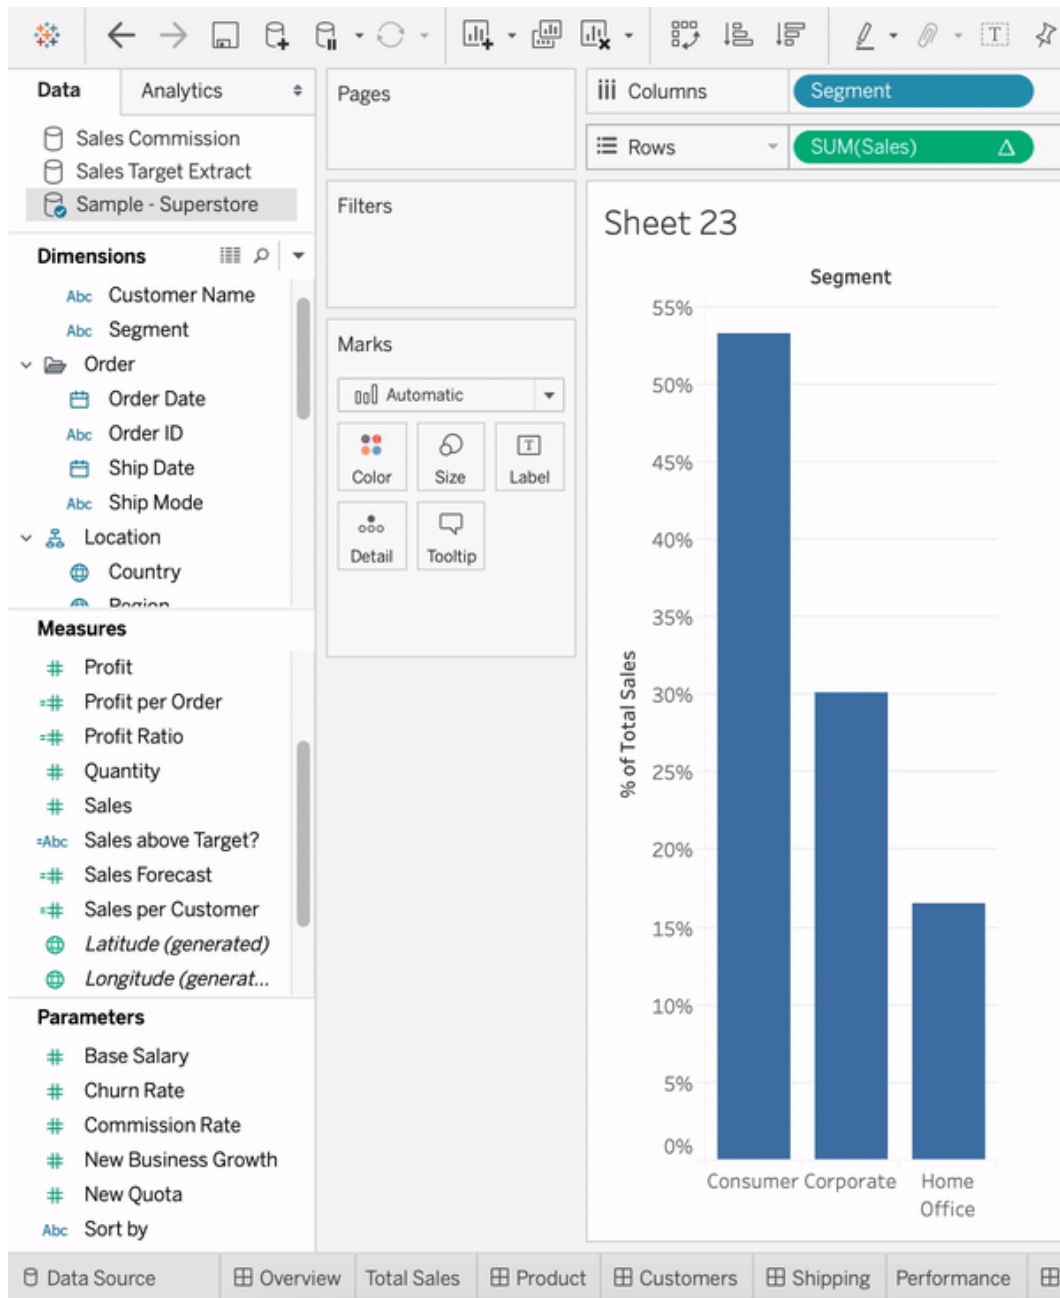 Data
Analytics
Sales Commission
Sales Target Extract
Sample - Superstore
Dimensions
Abc Customer Name
Abc Segment
Order
Order Date
Abc Order ID
Ship Date
Abc Ship Mode
Location
Country
Region
Measures
# Profit
=# Profit per Order
=# Profit Ratio
# Quantity
# Sales
=Abc Sales above Target?
=# Sales Forecast
=# Sales per Customer
Latitude (generated)
Longitude (generat...
Parameters
# Base Salary
# Churn Rate
# Commission Rate
# New Business Growth
# New Quota
Abc Sort by
Pages
Filters
Marks
Automatic
Color Size T Label
Detail Tooltip
T
Columns Segment
Rows SUM(Sales) △
Sheet 23
Segment
% of Total Sales
55%
50%
45%
40%
35%
30%
25%
20%
15%
10%
5%
0%
Consumer Corporate Home
Office
Data Source Overview Total Sales Product Customers Shipping Performance